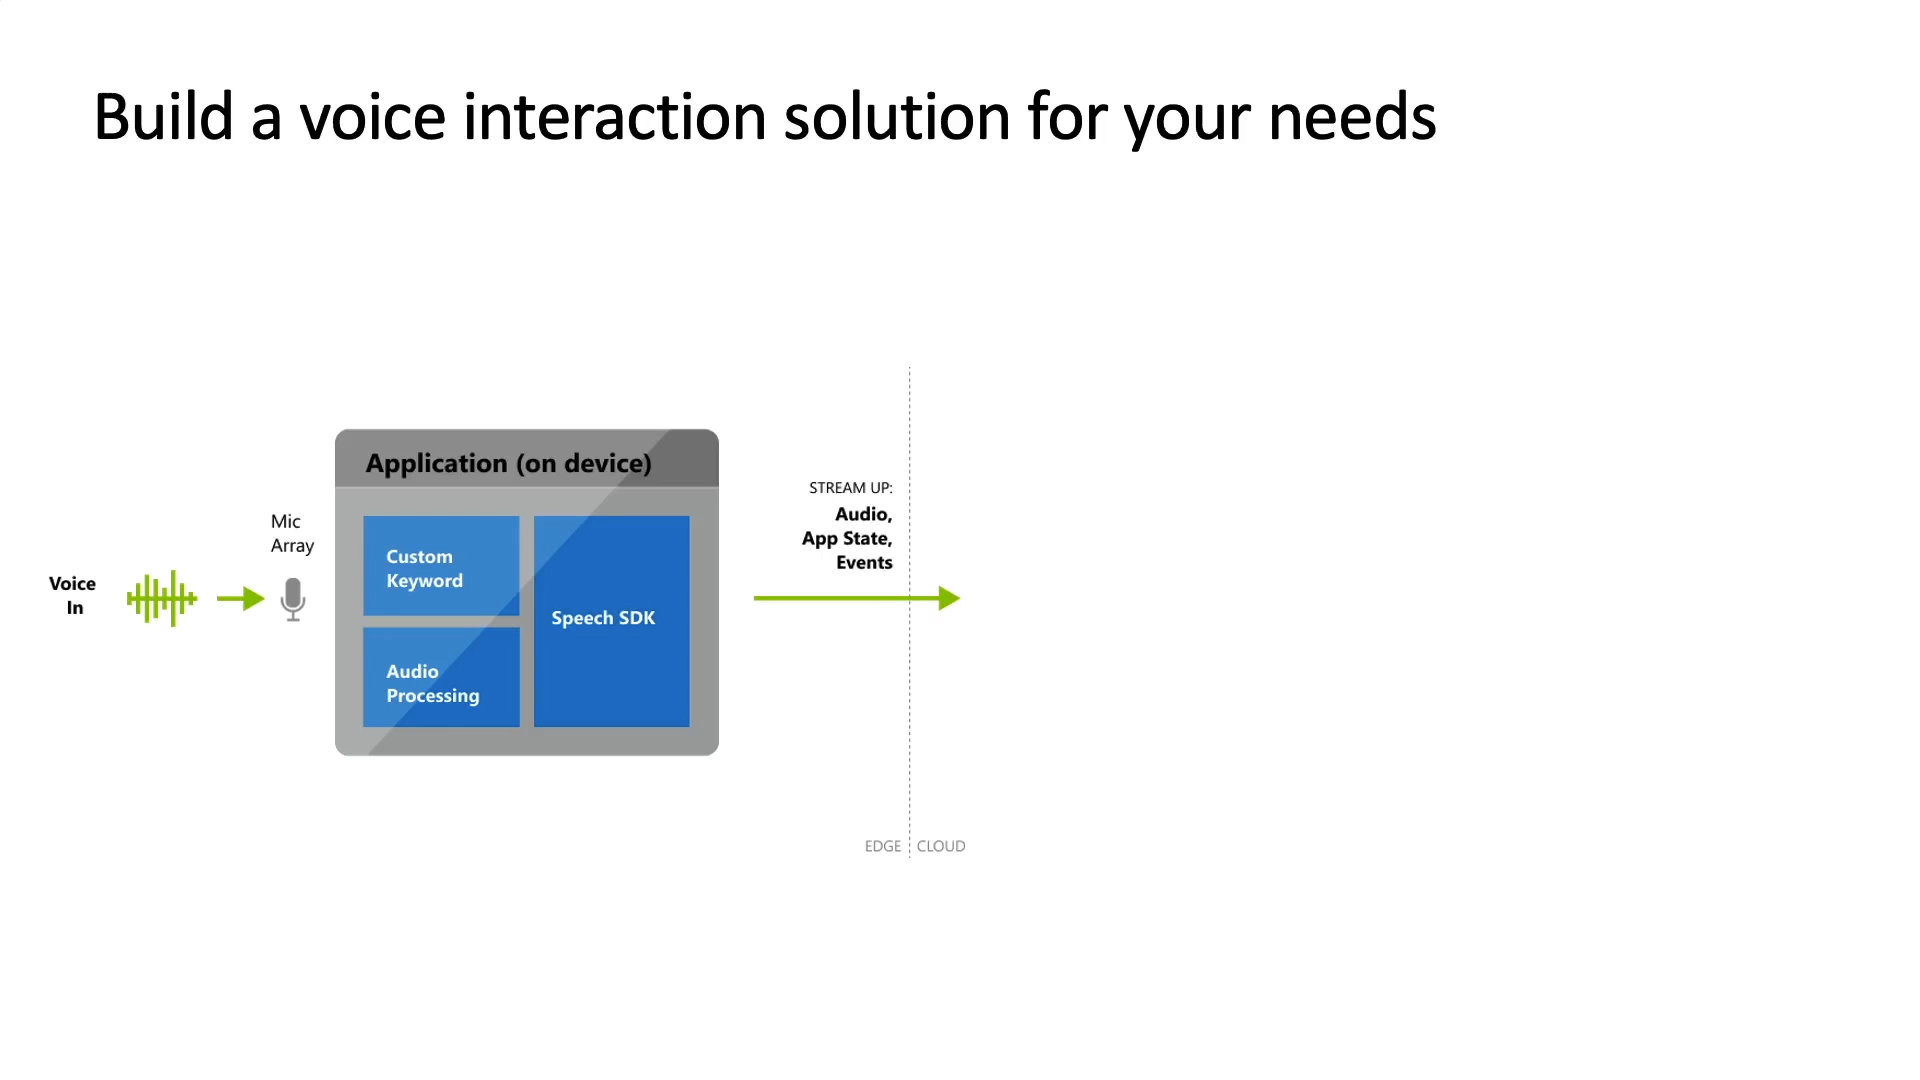 Build a voice interaction solution for your needs
Voice
In
Mic
Array
Application (on device)
Custom
Keyword
Audio
Processing
Speech SDK
STREAM UP:
Audio,
App State,
Events
EDGE
CLOUD